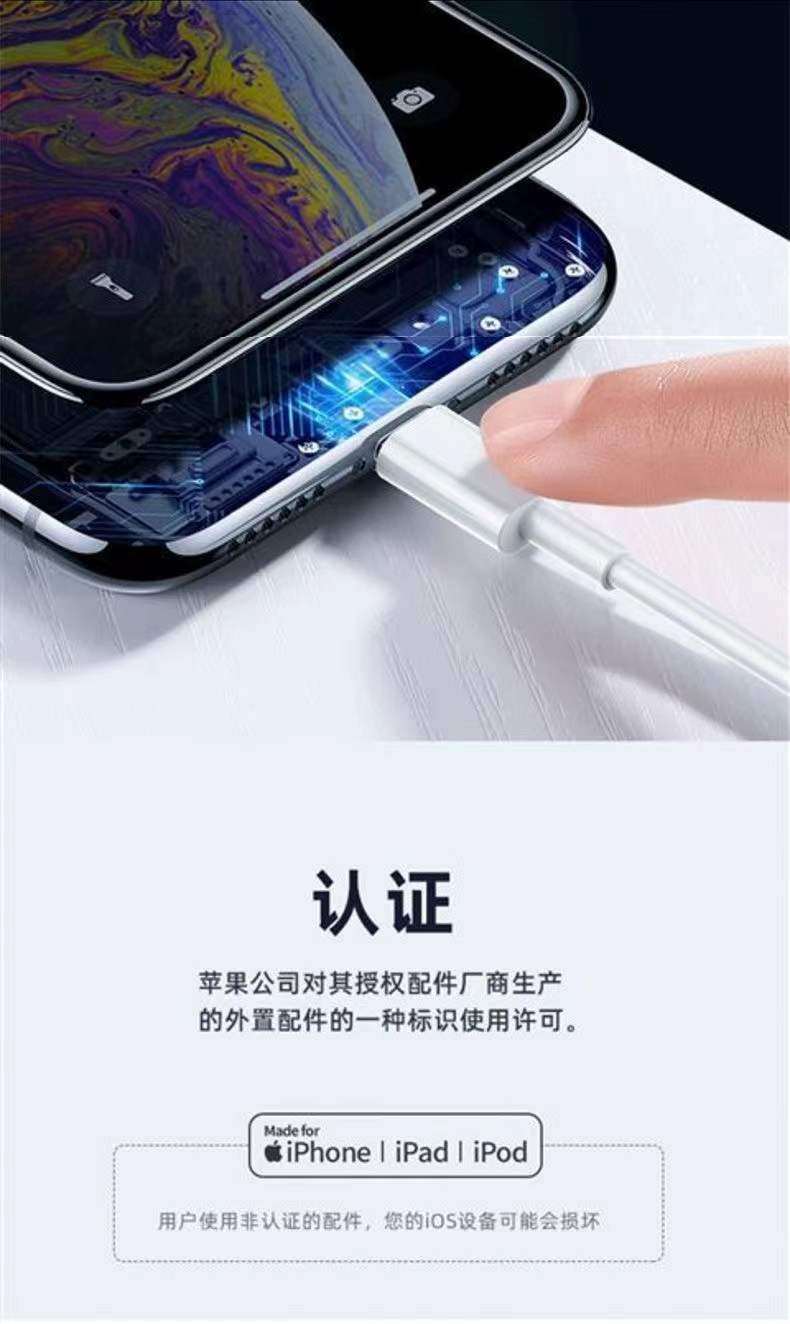 认证
苹果公司对其授权配件厂商生产
的外置配件的一种标识使用许可。
Made for
iPhone | iPad | iPod
用户使用非认证的配件，您的iOS设备可能会损坏